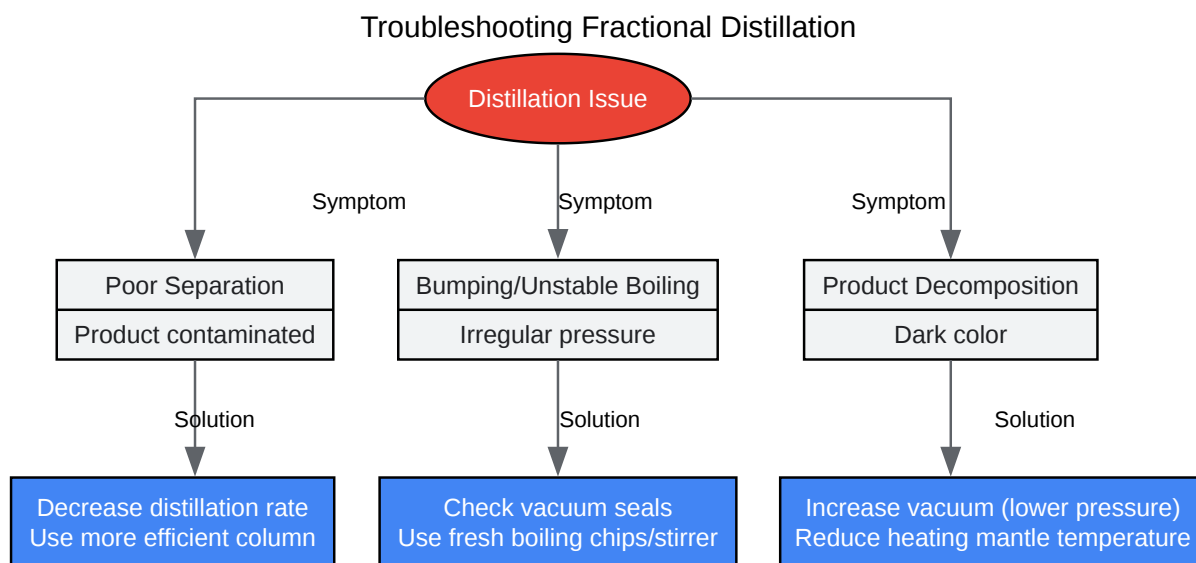 Troubleshooting Fractional Distillation
Distillation Issue
Symptom
Symptom
Symptom
Poor Separation
Product contaminated
Bumping/Unstable Boiling
Irregular pressure
Product Decomposition
Dark color
Solution
Solution
Solution
Decrease distillation rate
Use more efficient column
Check vacuum seals
Use fresh boiling chips/stirrer
Increase vacuum (lower pressure)
Reduce heating mantle temperature